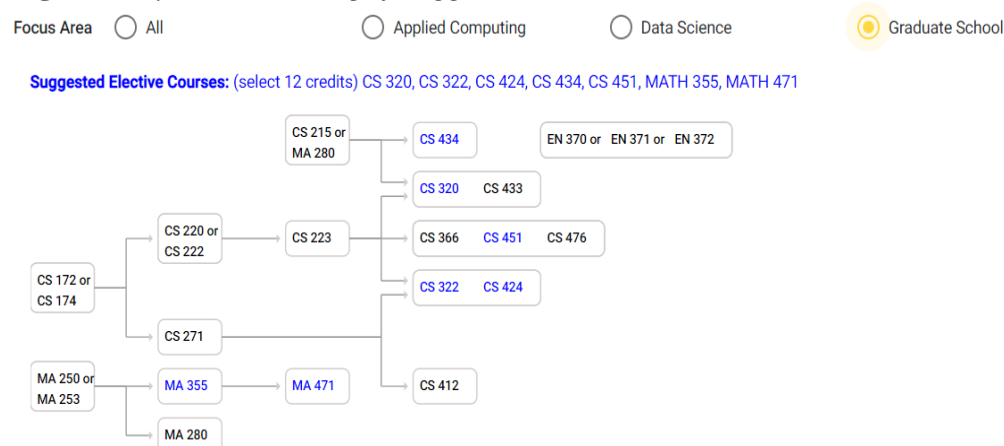 Focus Area All Applied Computing Data Science Graduate School
Suggested Elective Courses: (select 12 credits) CS 320, CS 322, CS 424, CS 434, CS 451, MATH 355, MATH 471
CS 215 or
MA 280
CS 434
EN 370 or EN 371 or EN 372
CS 320 CS 433
CS 220 or
CS 222
CS 223
CS 366 CS 451 CS 476
CS 172 or
CS 174
CS 322 CS 424
CS 271
MA 250 or
MA 253
MA 355
MA 471
CS 412
MA 280